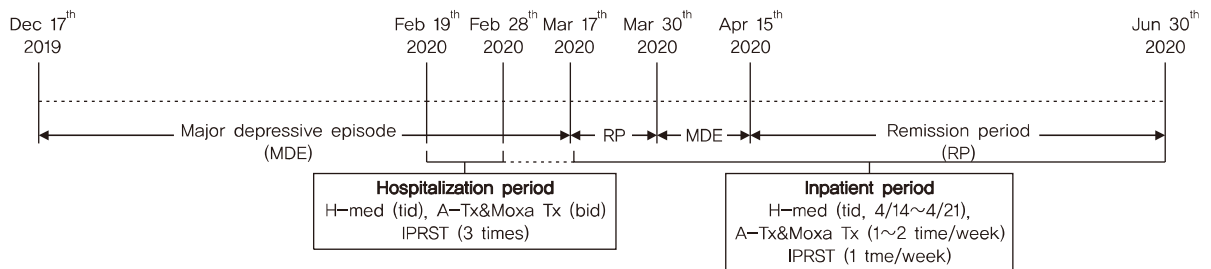 Dec 17th Feb 19th Feb 28th Mar 17th Mar 30th Apr 15th Jun 30th
2019 2020 2020 2020 2020 2020 2020
Major depressive episode RP MDE Remission period
(MDE) (RP)
Hospitalization period
H-med (tid), A-Tx&Moxa Tx (bid)
IPRST (3 times)
Inpatient period
H-med (tid, 4/14~4/21),
A-Tx&Moxa Tx (1~2 time/week)
IPRST (1 tme/week)